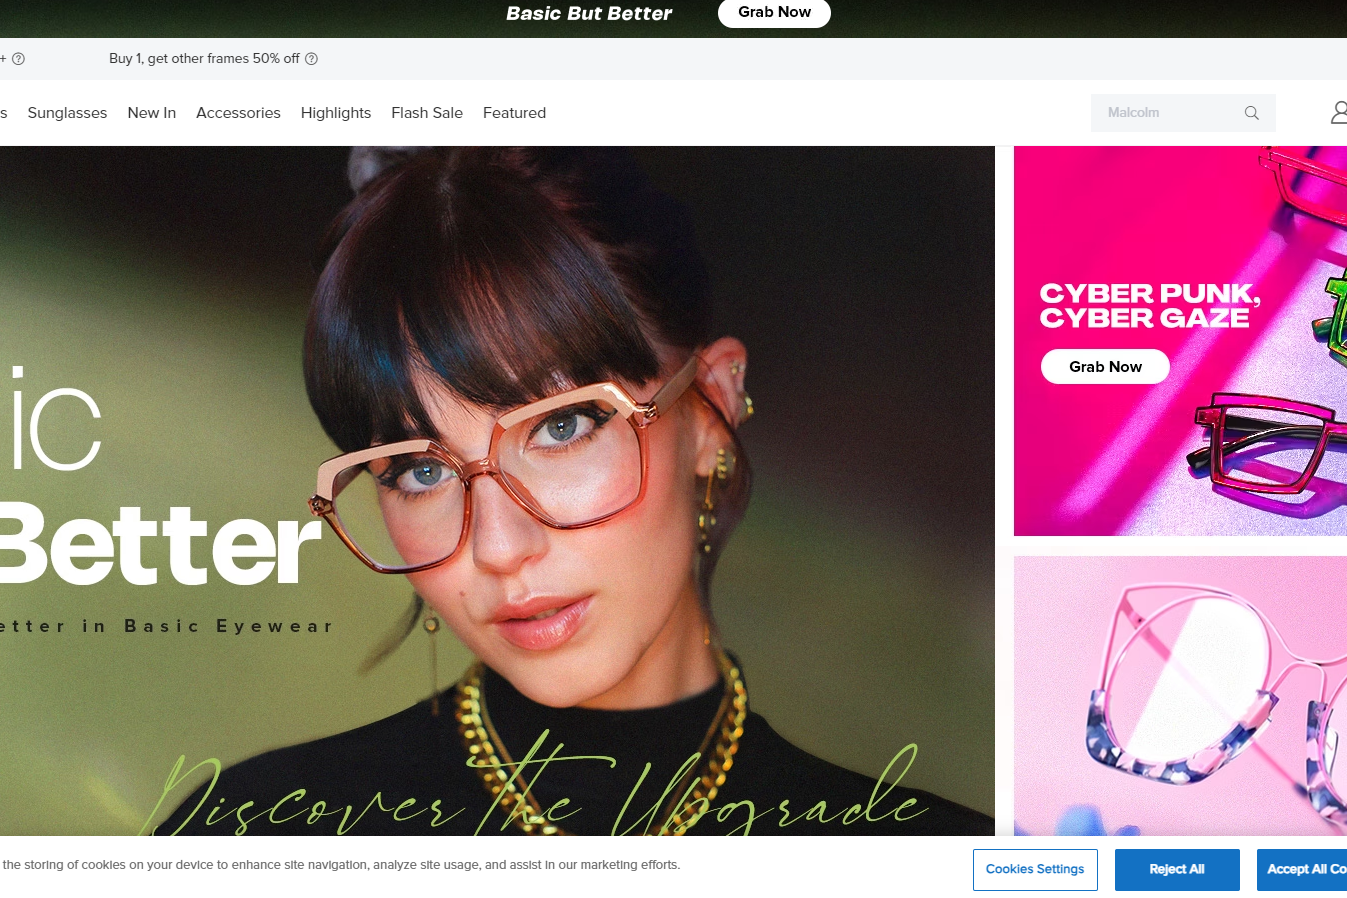 Basic But Better
Grab Now
+
Buy 1, get other frames 50% off
s Sunglasses New In Accessories Highlights Flash Sale Featured
Malcolm
ic
Better
etter in Basic Eyewear
Discover the Upgrade
CYBER PUNK,
CYBER GAZE
Grab Now
the storing of cookies on your device to enhance site navigation, analyze site usage, and assist in our marketing efforts.
Cookies Settings
Reject All
Accept All Co